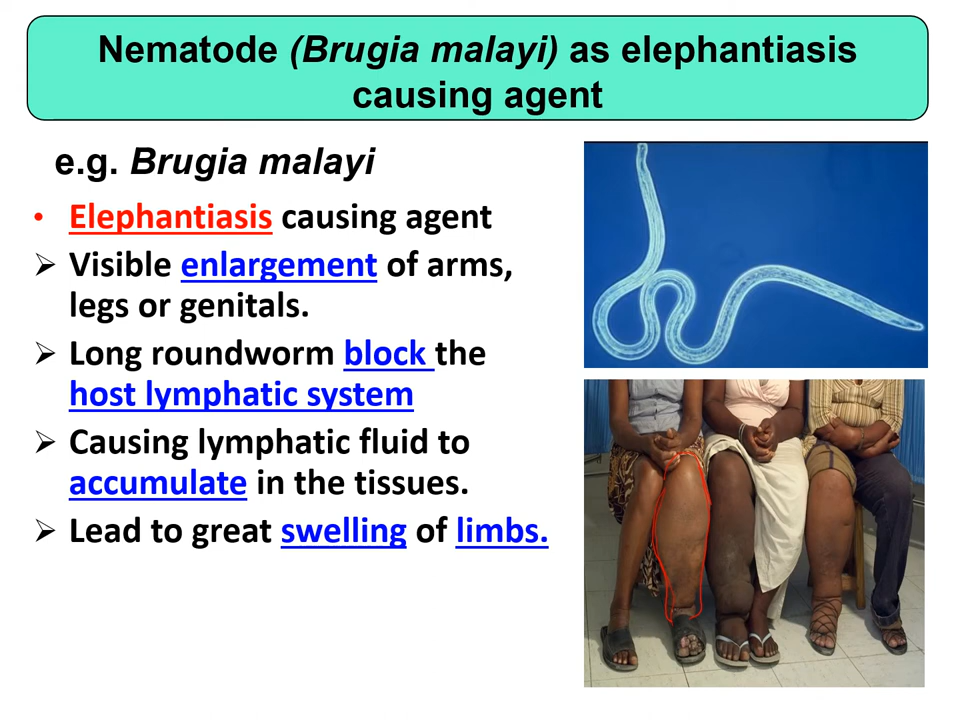 Nematode (Brugia malayi) as elephantiasis
causing agent
e.g. Brugia malayi
• Elephantiasis causing agent
➢ Visible enlargement of arms,
legs or genitals.
➢ Long roundworm block the
host lymphatic system
➢ Causing lymphatic fluid to
accumulate in the tissues.
➢ Lead to great swelling of limbs.